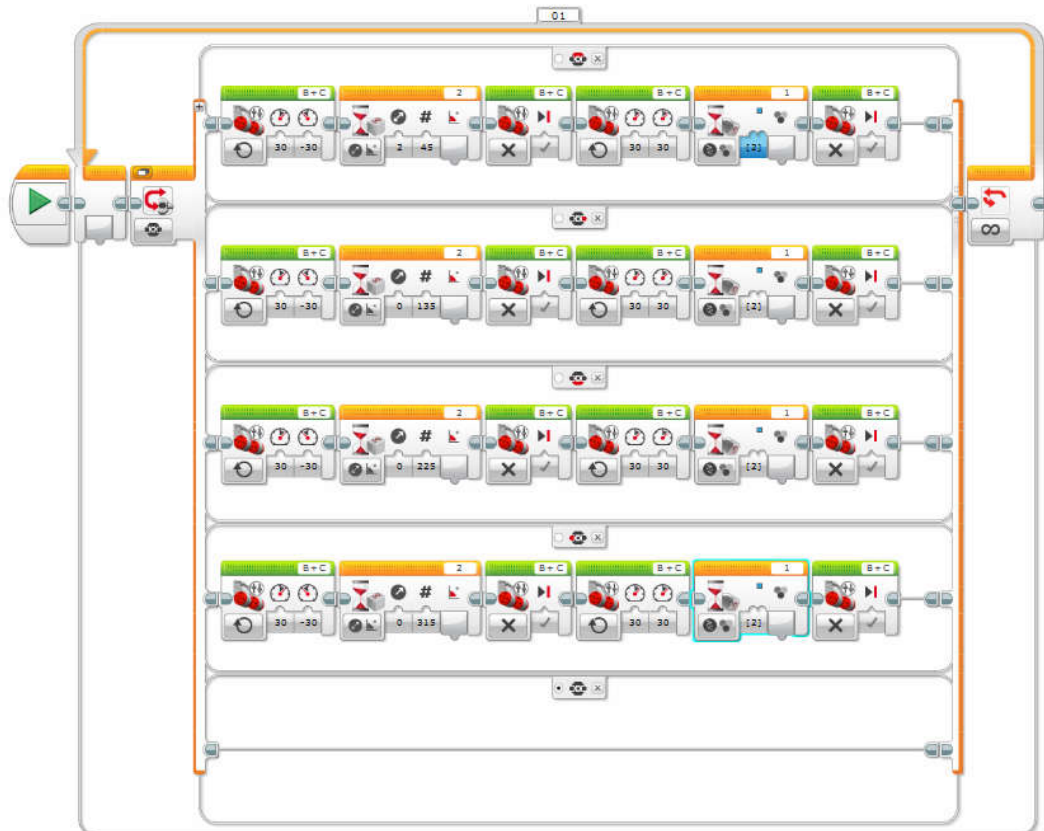 01
B+C 2 B+C B+C 1 B+C
30 -30 2 45 30 30 [2]
B+C 2 B+C B+C 1 B+C
30 -30 0 135 30 30 [2]
B+C 2 B+C B+C 1 B+C
30 -30 0 225 30 30 [2]
B+C 2 B+C B+C 1 B+C
30 -30 0 315 30 30 [2]